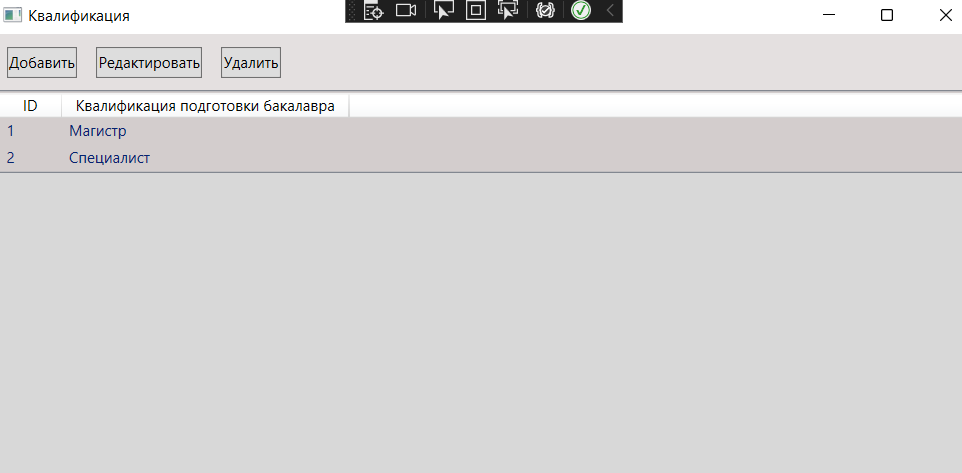 Квалификация
Добавить Редактировать Удалить
ID Квалификация подготовки бакалавра
1 Магистр
2 Специалист